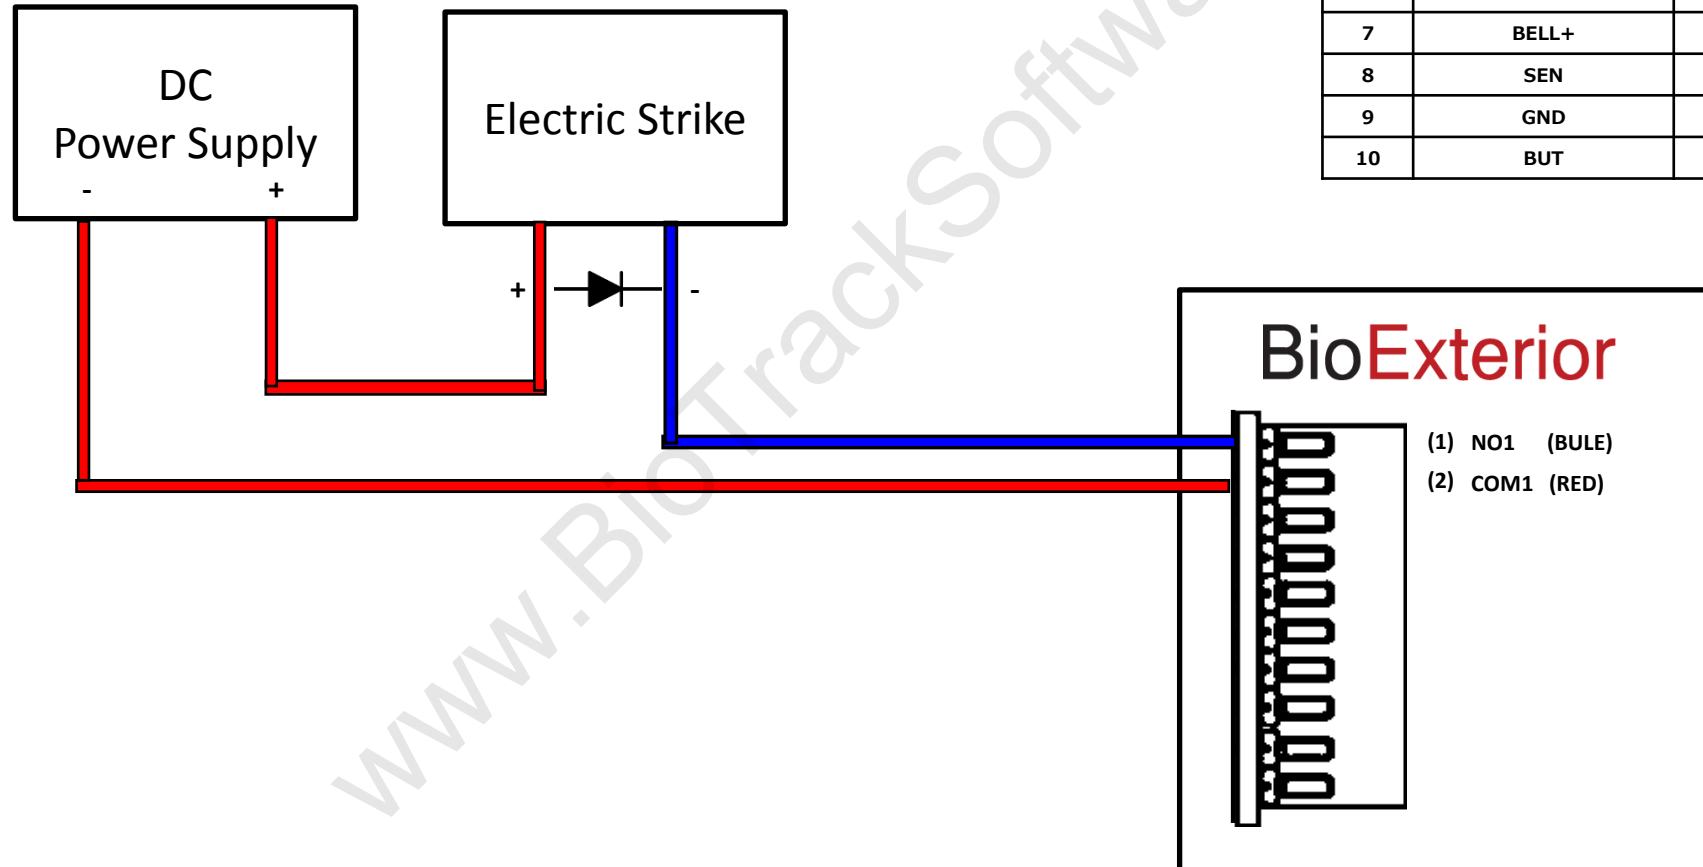 DC
Power Supply
- +
Electric Strike
+ -
7 BELL+
8 SEN
9 GND
10 BUT
BioExterior
(1) NO1 (BULE)
(2) COM1 (RED)
www.BioTrackSoftwa